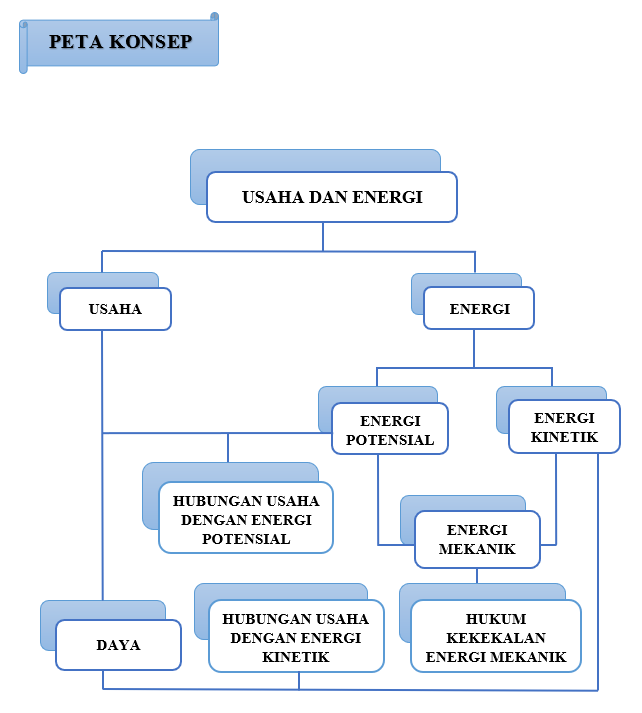 PETA KONSEP
USAHA DAN ENERGI
USAHA
ENERGI
ENERGI
POTENSIAL
ENERGI
KINETIK
HUBUNGAN USAHA
DENGAN ENERGI
POTENSIAL
ENERGI
MEKANIK
DAYA
HUBUNGAN USAHA
DENGAN ENERGI
KINETIK
HUKUM
KEKEKALAN
ENERGI MEKANIK